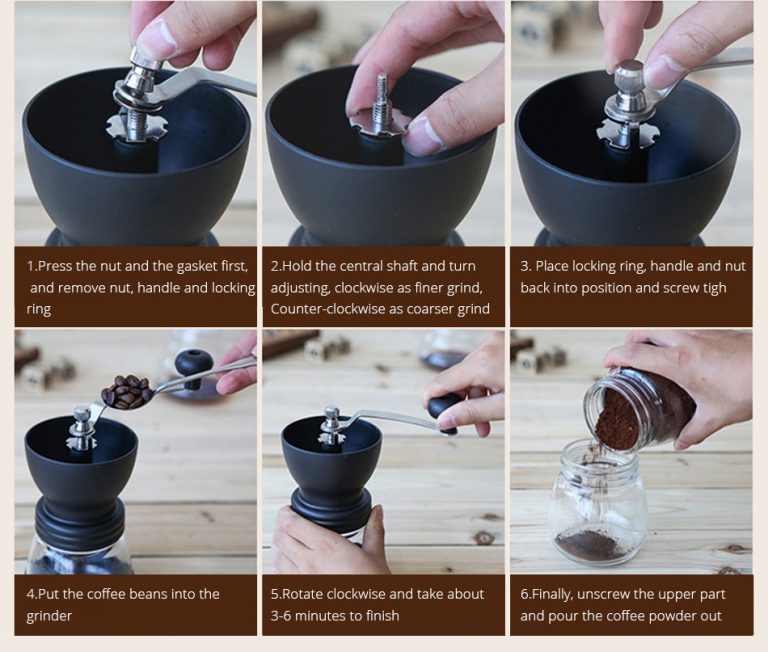 1.Press the nut and the gasket first,
and remove nut, handle and locking
ring
2.Hold the central shaft and turn
adjusting, clockwise as finer grind,
Counter-clockwise as coarser grind
3. Place locking ring, handle and nut
back into position and screw tigh
4.Put the coffee beans into the
grinder
5.Rotate clockwise and take about
3-6 minutes to finish
6.Finally, unscrew the upper part
and pour the coffee powder out